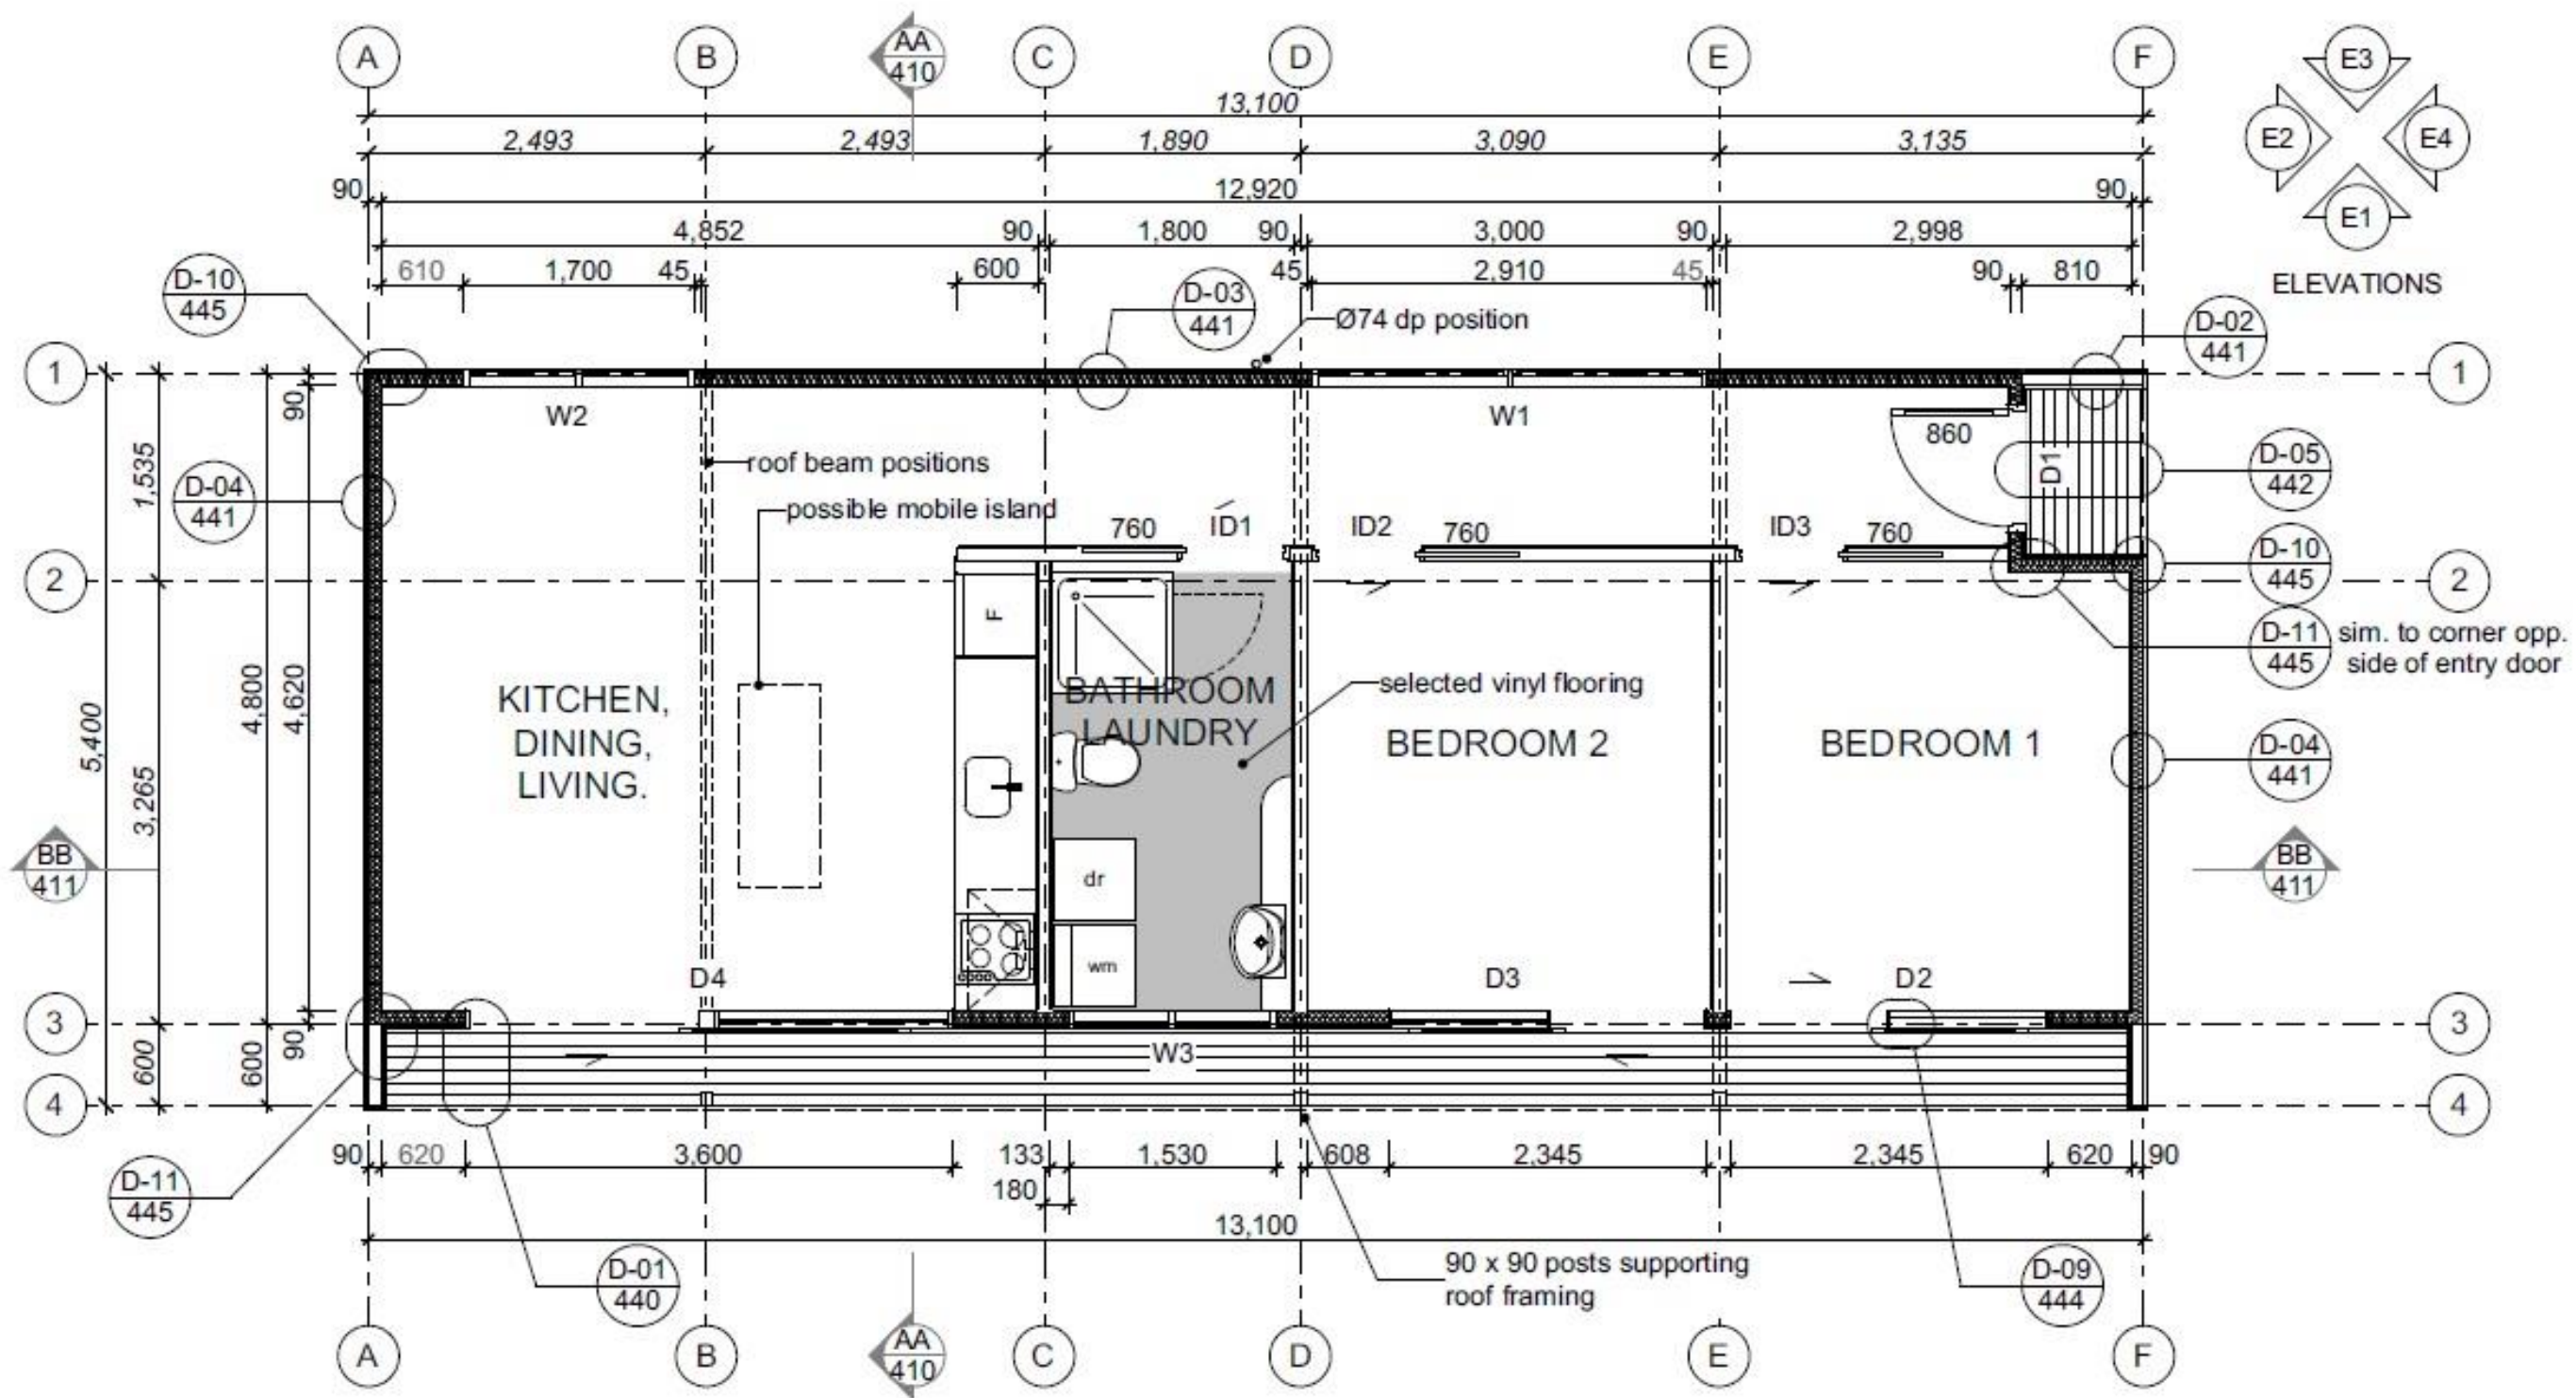 A
B
AA
410
C
D
E
F
E3
E2
E4
E1
ELEVATIONS
13,100
2,493
2,493
1,890
3,090
3,135
90
12,920
90
4,852
90
1,800
90
3,000
90
2,998
610
1,700
45
600
45
2,910
45
90
810
D-10
445
D-03
441
Ø74 dp position
D-02
441
1
1
W2
W1
860
D1
D-05
442
roof beam positions
D-04
441
possible mobile island
760
ID1
ID2
760
ID3
760
D-10
445
2
2
D-11
445
sim. to corner opp.
side of entry door
90
1,535
5,400
3,265
4,800
4,620
F
KITCHEN,
DINING,
LIVING.
BATHROOM
LAUNDRY
selected vinyl flooring
BEDROOM 2
BEDROOM 1
D-04
441
BB
411
BB
411
dr
wm
D4
D3
D2
3
3
W3
600
600
90
4
4
90
620
3,600
133
1,530
608
2,345
2,345
620
90
180
D-11
445
13,100
D-01
440
90 x 90 posts supporting
roof framing
D-09
444
A
B
AA
410
C
D
E
F